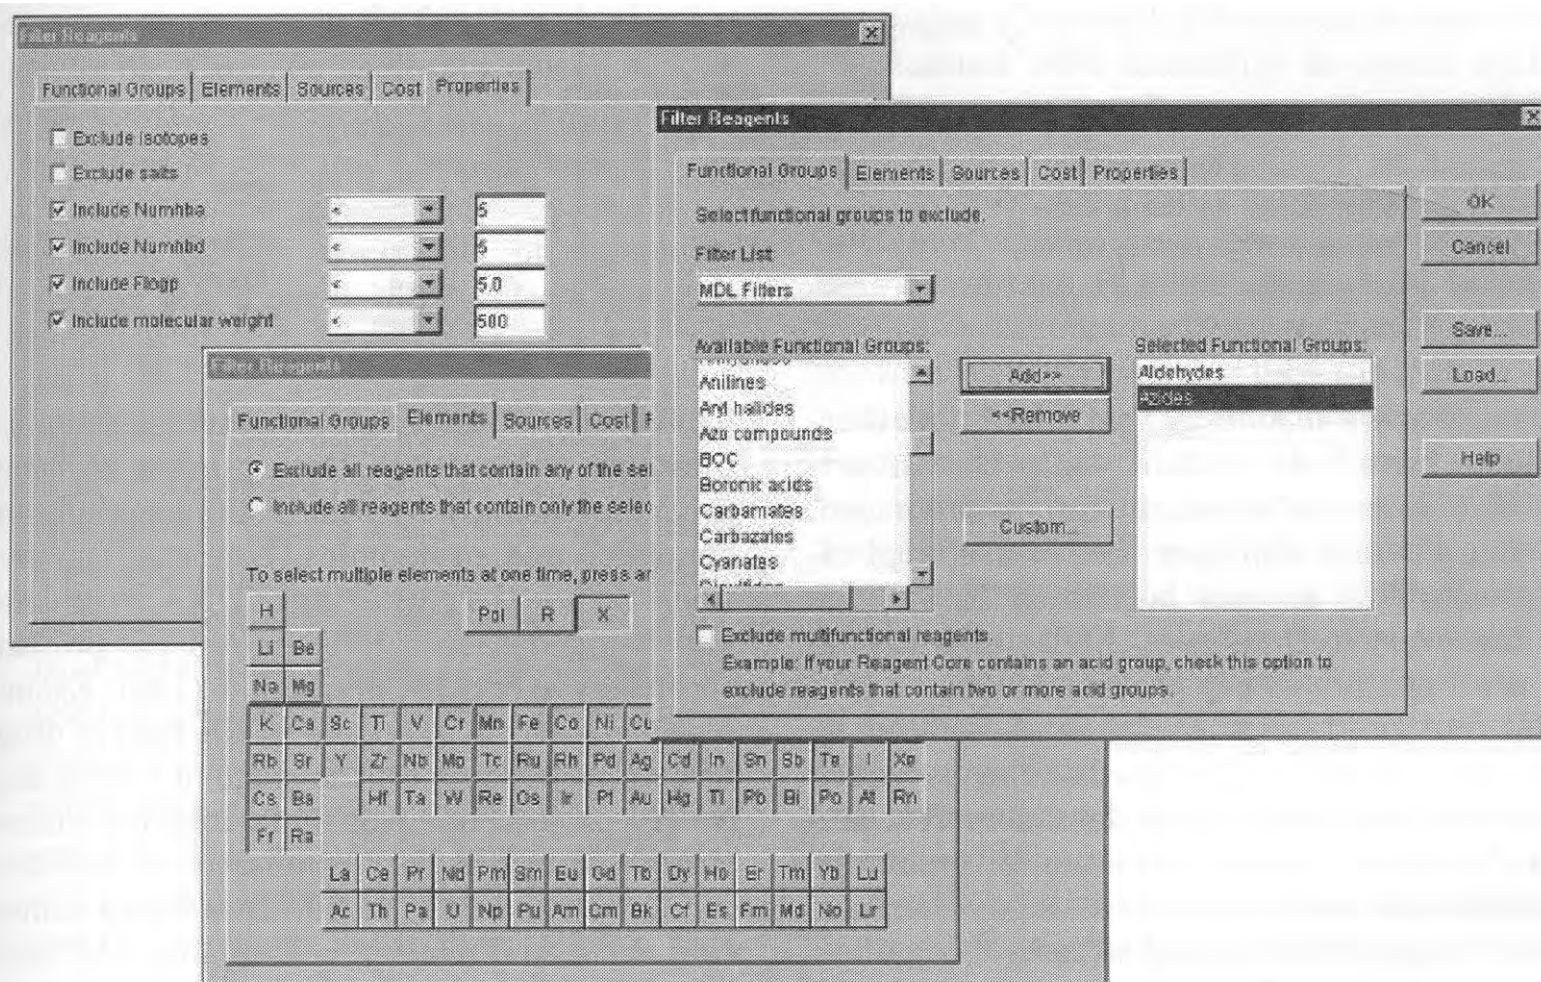 Filter Reagents
Functional Groups Elements Sources Cost Properties
Exclude isotopes
Exclude salts
Include Numhba < 5
Include Numhbd < 5
Include Flogp < 5.0
Include molecular weight < 500
Filter Reagents
Functional Groups Elements Sources Cost
Exclude all reagents that contain any of the sel
Include all reagents that contain only the selec
To select multiple elements at one time, press
H Pol R X
Li Be
Na Mg
K Ca Sc Ti V Cr Mn Fe Co Ni Cu
Rb Sr Y Zr Nb Mo Tc Ru Rh Pd Ag Cd In Sn Sb Te I Xe
Cs Ba Hf Ta W Re Os Ir Pt Au Hg Tl Pb Bi Po At Rn
Fr Ra
La Ce Pr Nd Pm Sm Eu Gd Tb Dy Ho Er Tm Yb Lu
Ac Th Pa U Np Pu Am Cm Bk Cf Es Fm Md No Lr
Filter Reagents
Functional Groups Elements Sources Cost Properties
Select functional groups to exclude.
Filter List
MDL Filters
Available Functional Groups:
Anilines
Aryl halides
Azo compounds
BOC
Boronic acids
Carbamates
Carbazates
Cyanates
Add>>
<<Remove
Custom...
Selected Functional Groups:
Aldehydes
Azides
Exclude multifunctional reagents.
Example: If your Reagent Core contains an acid group, check this option to
exclude reagents that contain two or more acid groups.
OK
Cancel
Save...
Load...
Help